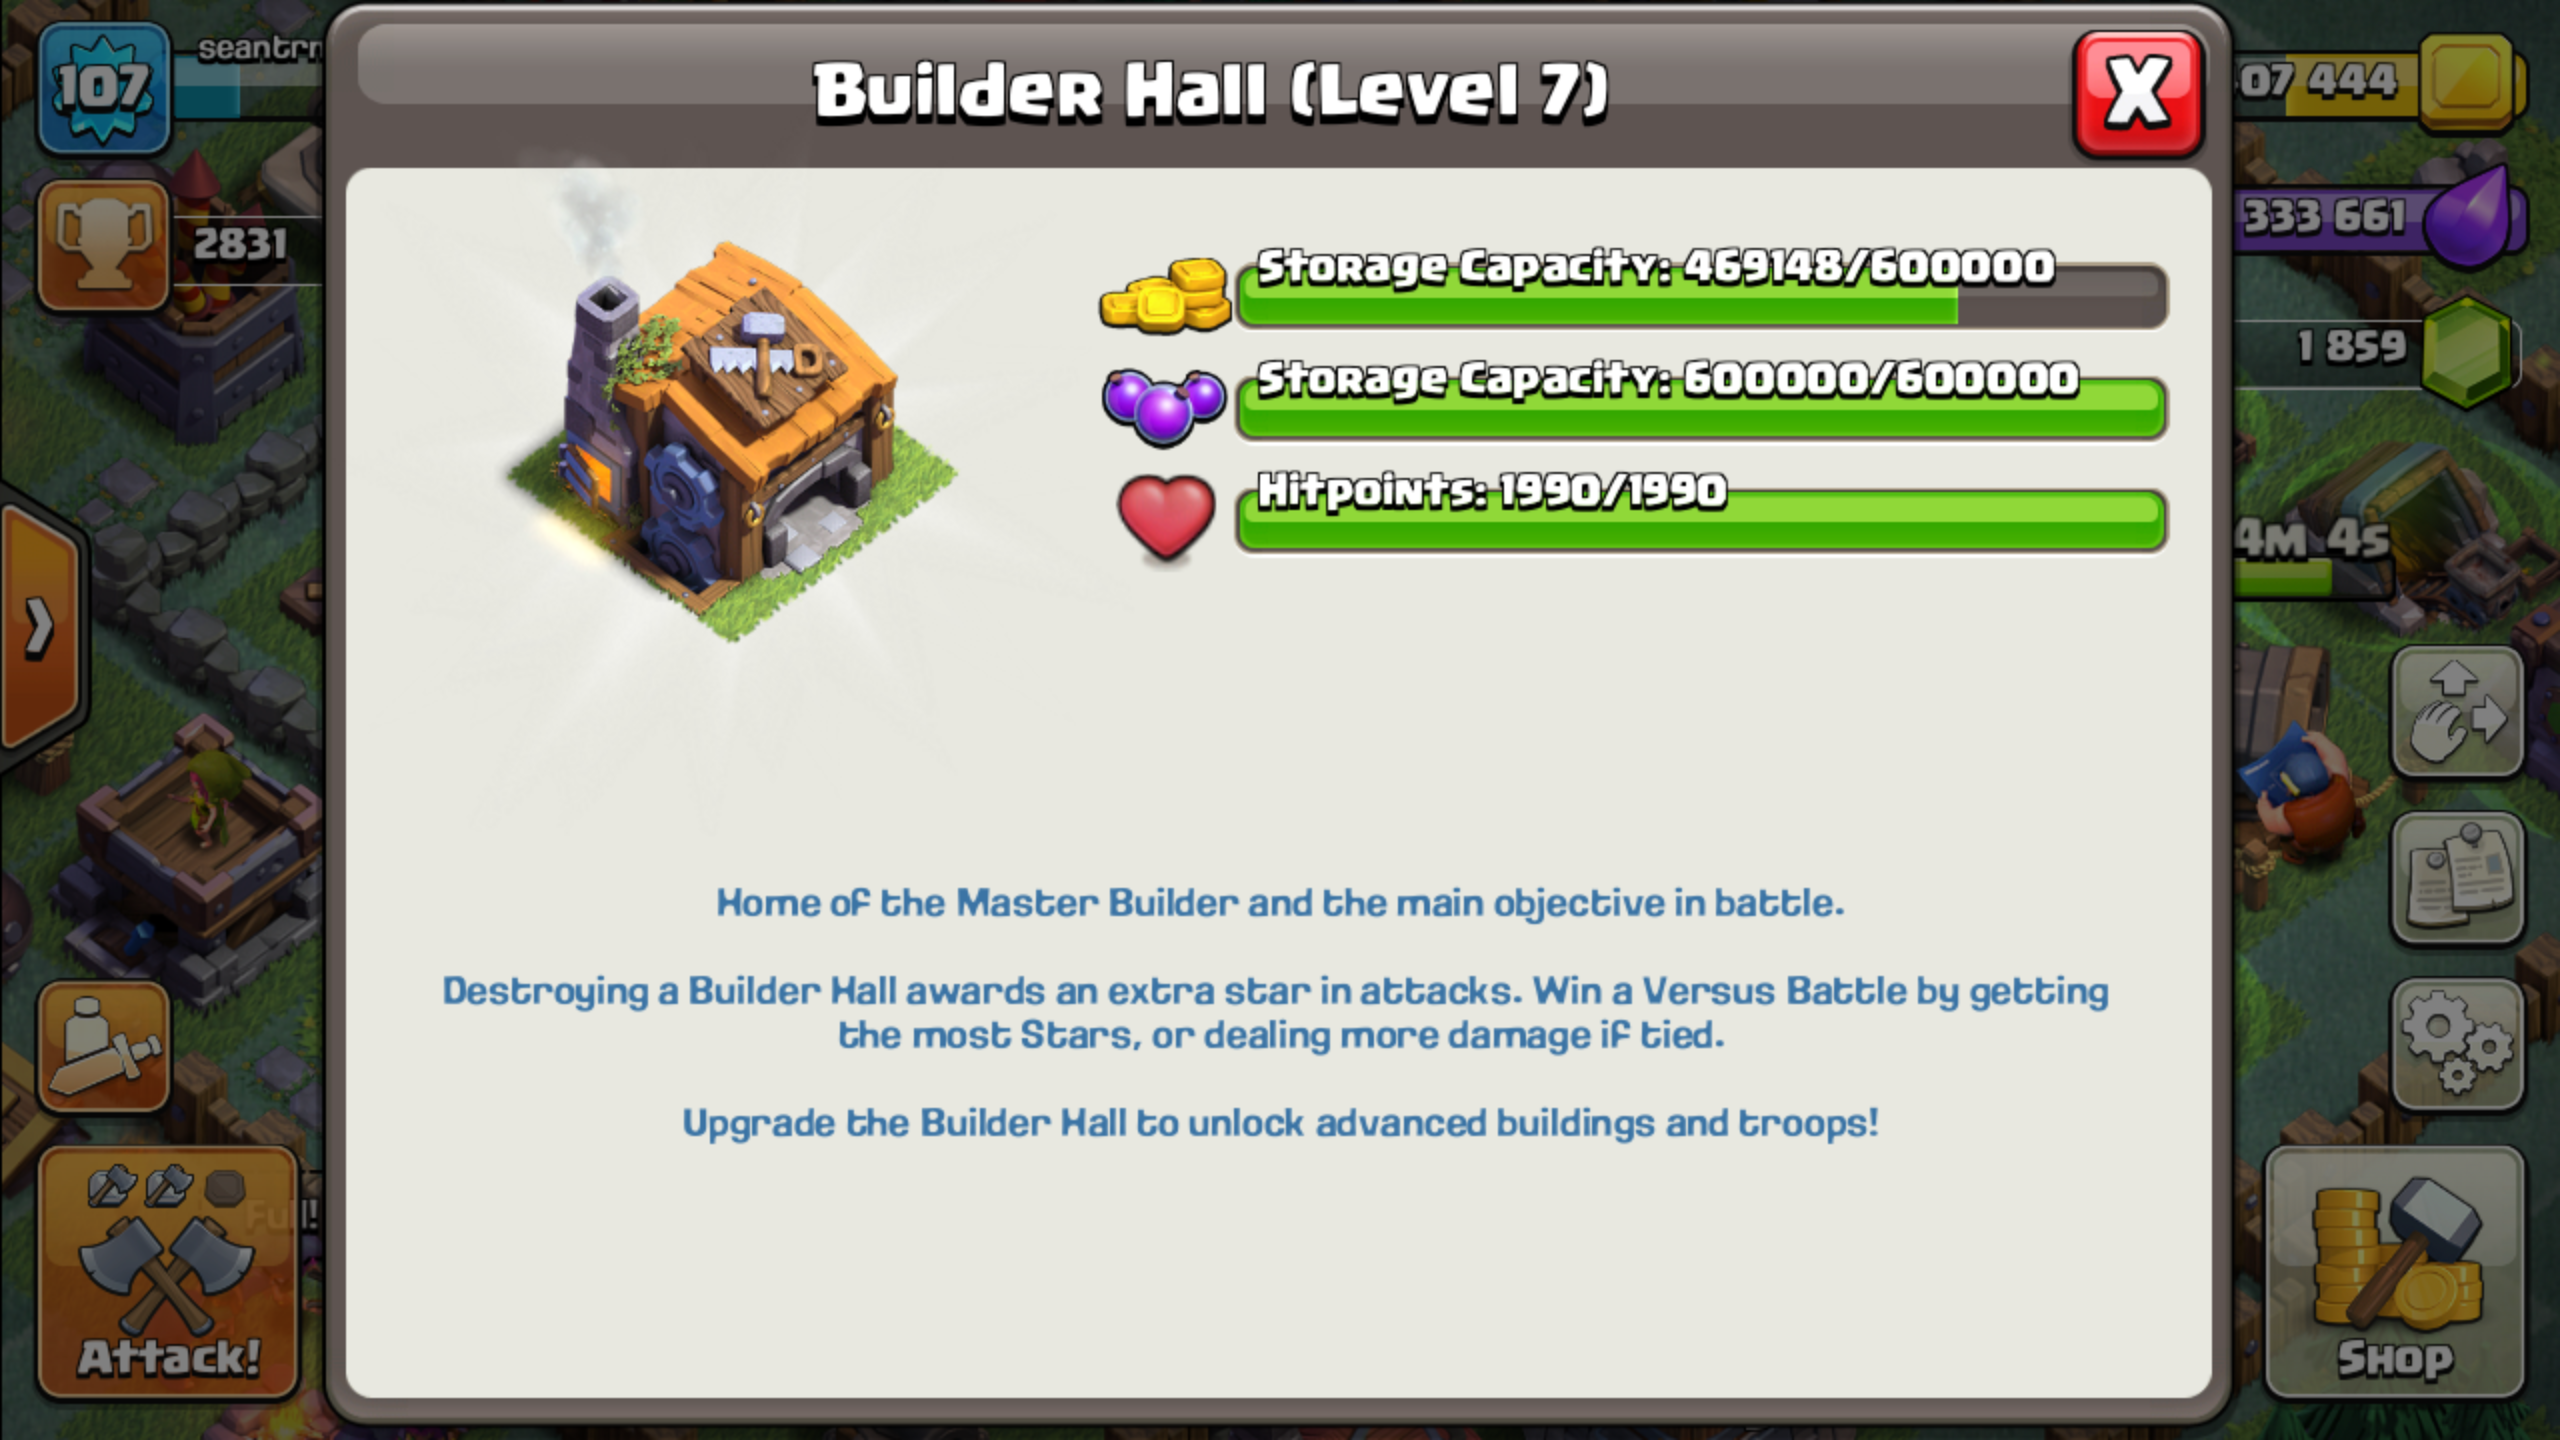 Builder Hall (Level 7)
X
107
seantrn
2831
07 444
333 661
1 859
4m 4s
Storage Capacity: 469148/600000
Storage Capacity: 600000/600000
Hitpoints: 1990/1990
Home of the Master Builder and the main objective in battle.
Destroying a Builder Hall awards an extra star in attacks. Win a Versus Battle by getting
the most Stars, or dealing more damage if tied.
Upgrade the Builder Hall to unlock advanced buildings and troops!
Full!
Attack!
Shop